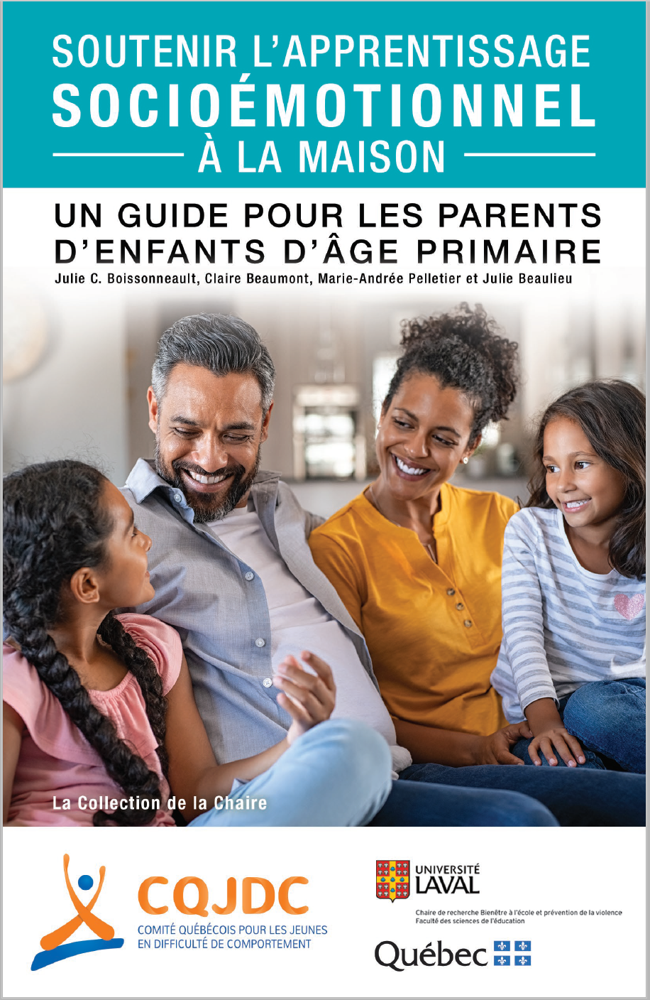 SOUTENIR L'APPRENTISSAGE
SOCIOÉMOTIONNEL
À LA MAISON
UN GUIDE POUR LES PARENTS
D'ENFANTS D'ÂGE PRIMAIRE
Julie C. Boissonneault, Claire Beaumont, Marie-Andrée Pelletier et Julie Beaulieu
La Collection de la Chaire
CQJDC
COMITÉ QUÉBÉCOIS POUR LES JEUNES
EN DIFFICULTÉ DE COMPORTEMENT
UNIVERSITÉ
LAVAL
Chaire de recherche Bienêtre à l'école et prévention de la violence
Faculté des sciences de l'éducation
Québec